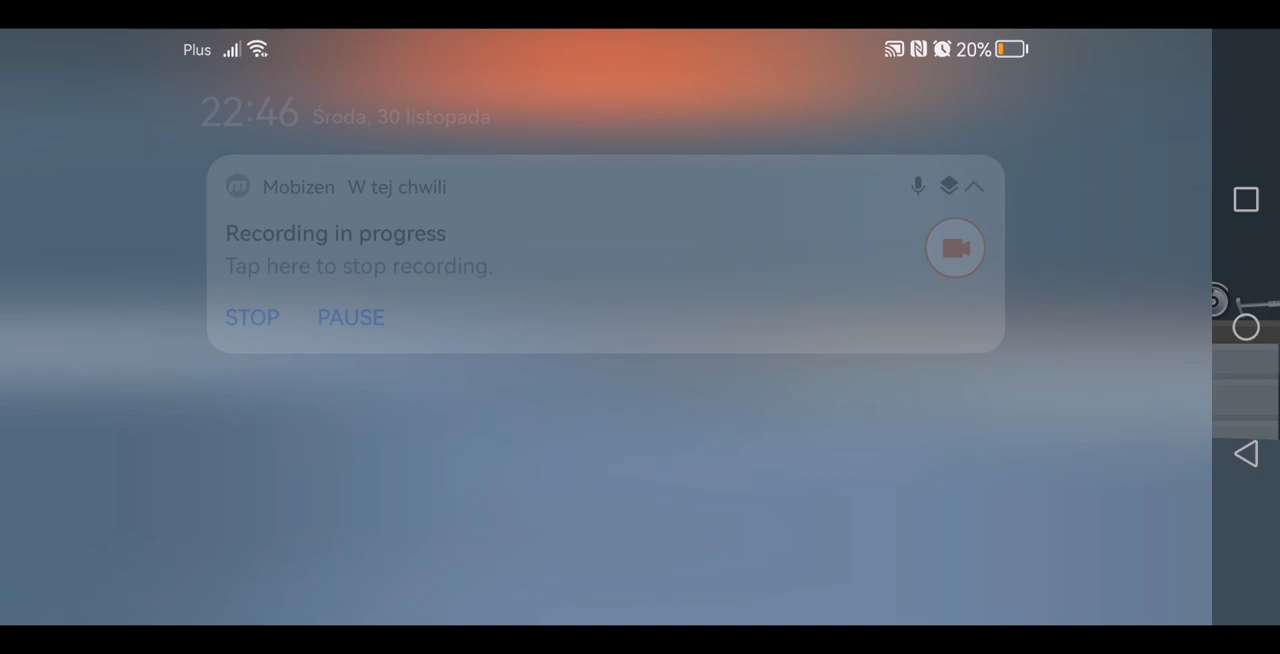 Plus 20%
22:46 Środa, 30 listopada
Mobizen W tej chwili
Recording in progress
Tap here to stop recording.
STOP PAUSE